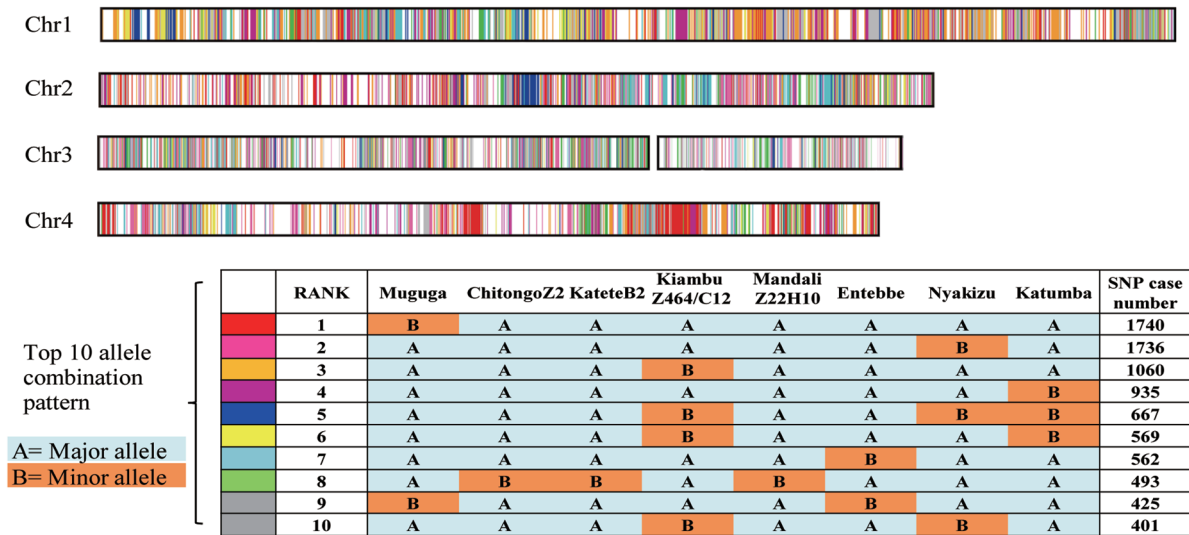 Chr1
Chr2
Chr3
Chr4
RANK Muguga ChitongoZ2 KateteB2 Kiambu Z464/C12 Mandali Z22H10 Entebbe Nyakizu Katumba SNP case number
1 B A A A A A A A 1740
2 A A A A A A B A 1736
3 A A A B A A A A 1060
4 A A A A A A A B 935
5 A A A B A A B B 667
6 A A A B A A A B 569
7 A A A A A B A A 562
8 A B B A B A A A 493
9 B A A A A B A A 425
10 A A A B A A B A 401
Top 10 allele
combination
pattern
A= Major allele
B= Minor allele